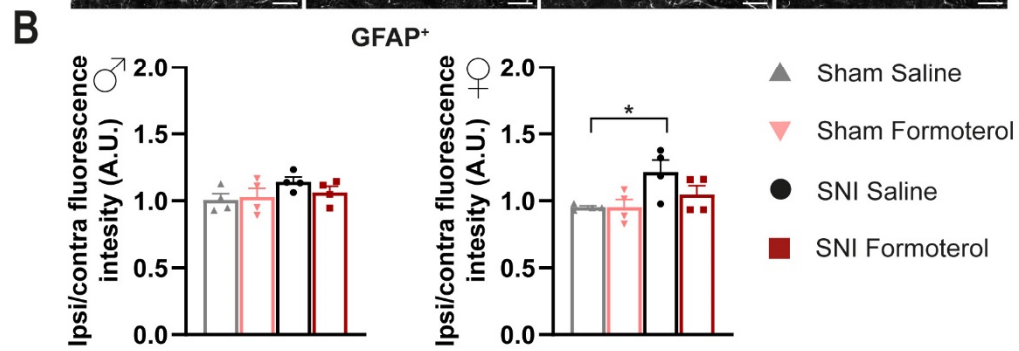 B
GFAP+
Ipsi/contra fluorescence
intesity (A.U.)
♂
2.0
1.5
1.0
0.5
0.0
Ipsi/contra fluorescence
intesity (A.U.)
♀
2.0
1.5
1.0
0.5
0.0
*
Sham Saline
Sham Formoterol
SNI Saline
SNI Formoterol